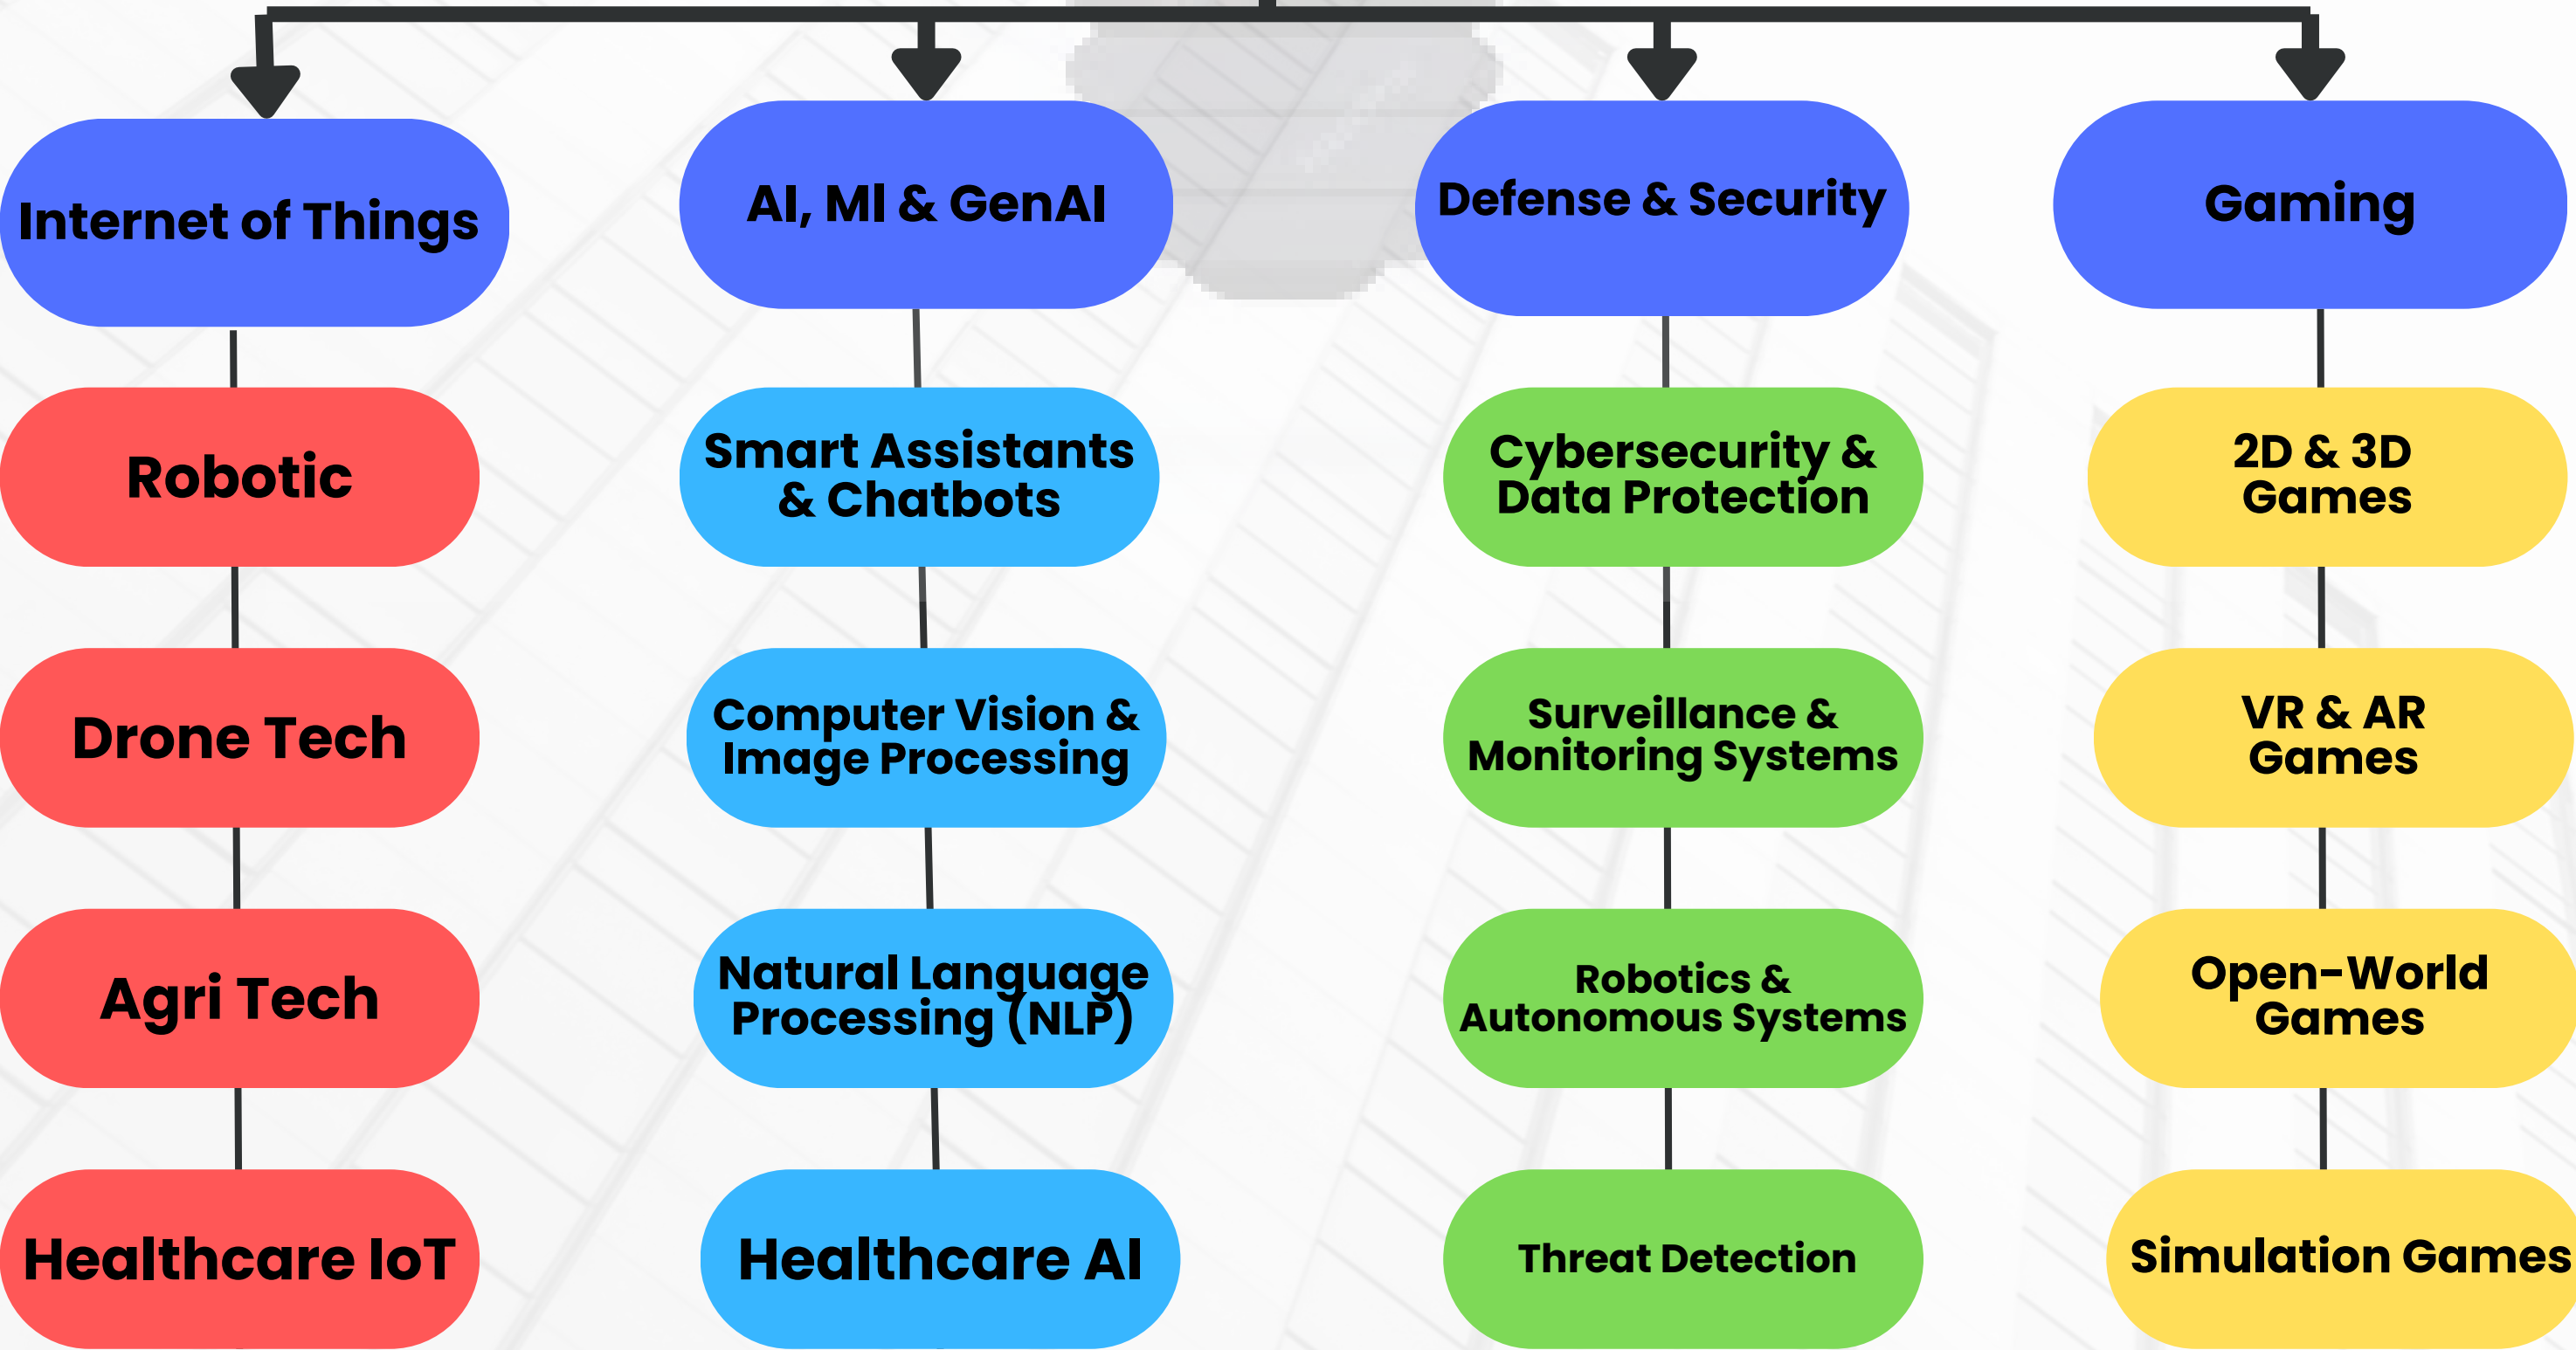 Internet of Things
AI, Ml & GenAI
Defense & Security
Gaming
Robotic
Smart Assistants
& Chatbots
Cybersecurity &
Data Protection
2D & 3D
Games
Drone Tech
Computer Vision &
Image Processing
Surveillance &
Monitoring Systems
VR & AR
Games
Agri Tech
Natural Language
Processing (NLP)
Robotics &
Autonomous Systems
Open-World
Games
Healthcare IoT
Healthcare AI
Threat Detection
Simulation Games